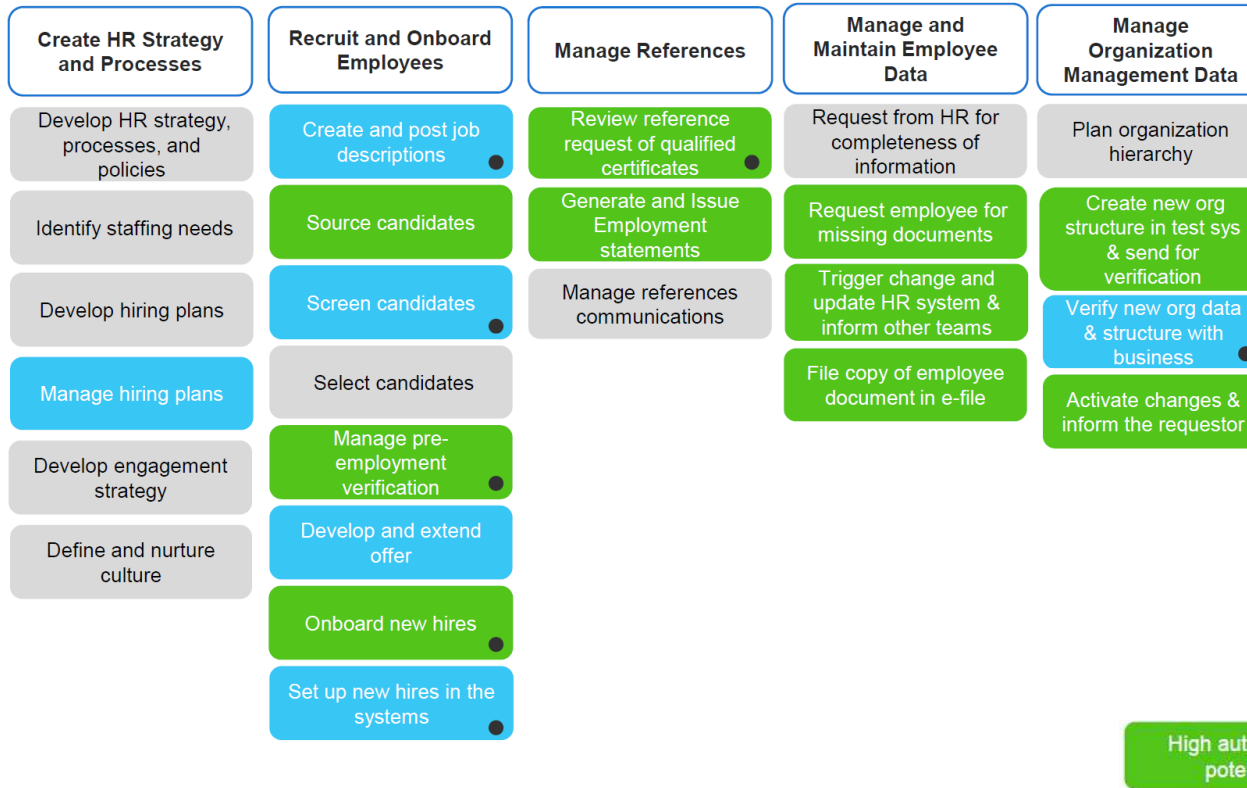 Create HR Strategy
and Processes
Develop HR strategy,
processes, and
policies
Identify staffing needs
Develop hiring plans
Manage hiring plans
Develop engagement
strategy
Define and nurture
culture
Recruit and Onboard
Employees
Create and post job
descriptions
Source candidates
Screen candidates
Select candidates
Manage pre-
employment
verification
Develop and extend
offer
Onboard new hires
Set up new hires in the
systems
Manage References
Review reference
request of qualified
certificates
Generate and Issue
Employment
statements
Manage references
communications
Manage and
Maintain Employee
Data
Request from HR for
completeness of
information
Request employee for
missing documents
Trigger change and
update HR system &
inform other teams
File copy of employee
document in e-file
Manage
Organization
Management Data
Plan organization
hierarchy
Create new org
structure in test sys
& send for
verification
Verify new org data
& structure with
business
Activate changes &
inform the requestor
High aut
pote